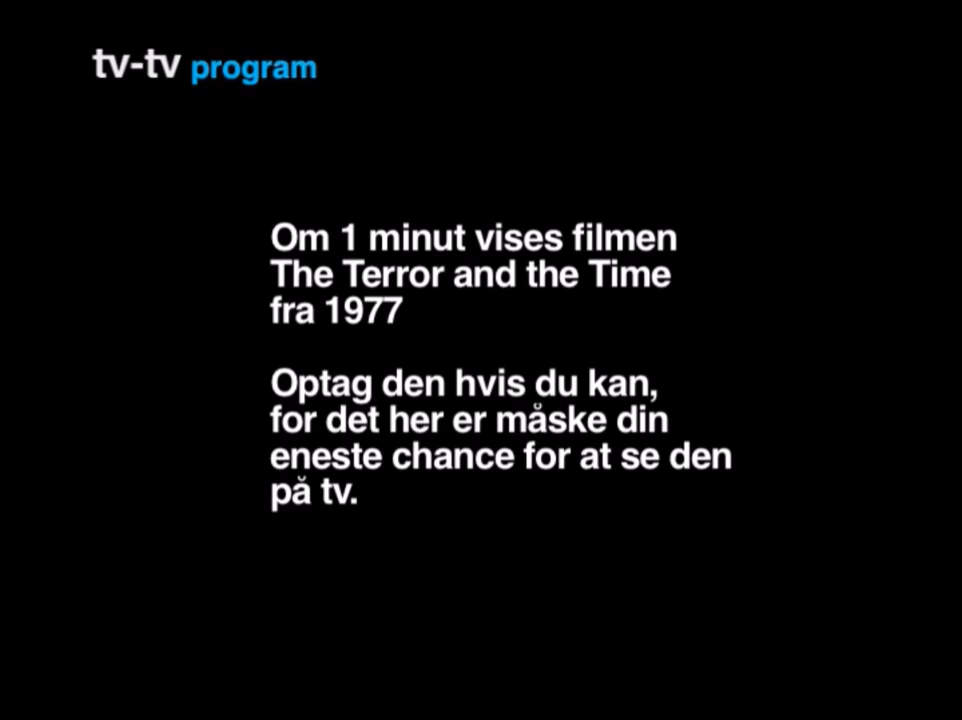 tv-tv program
Om 1 minut vises filmen
The Terror and the Time
fra 1977
Optag den hvis du kan,
for det her er måske din
eneste chance for at se den
på tv.